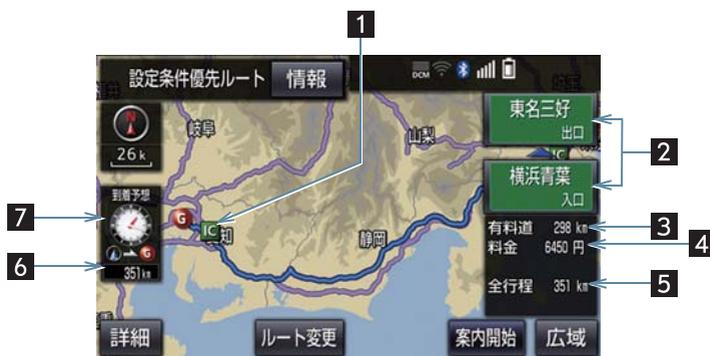 1
設定条件優先ルート 情報
DCM
N
26k
岐阜
山梨
埼玉
東名三好
出口
IC
2
横浜青葉
入口
到着予想
7
G
IC
知
静岡
有料道 298 km
3
料金 6450 円
4
G
6
351km
全行程 351 km
5
詳細
ルート変更
案内開始
広域